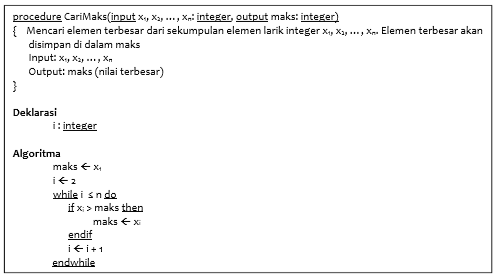 procedure CariMaks(input x₁, x₂, ... , xₙ: integer, output maks: integer)
{ Mencari elemen terbesar dari sekumpulan elemen larik integer x₁, x₂, ... , xₙ. Elemen terbesar akan
disimpan di dalam maks
Input: x₁, x₂, ... , xₙ
Output: maks (nilai terbesar)
}
Deklarasi
i : integer
Algoritma
maks ← x₁
i ← 2
while i ≤ n do
if xᵢ > maks then
maks ← xᵢ
endif
i ← i + 1
endwhile